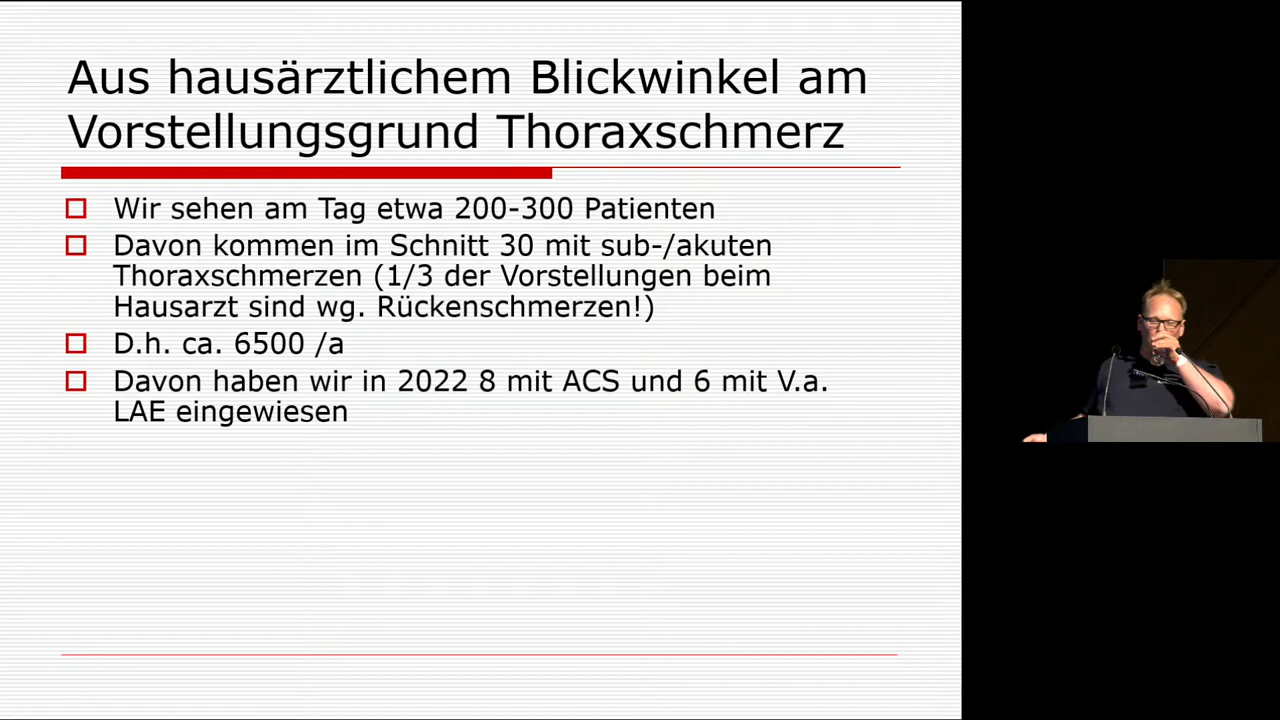 Aus hausärztlichem Blickwinkel am
Vorstellungsgrund Thoraxschmerz
Wir sehen am Tag etwa 200-300 Patienten
Davon kommen im Schnitt 30 mit sub-/akuten
Thoraxschmerzen (1/3 der Vorstellungen beim
Hausarzt sind wg. Rückenschmerzen!)
D.h. ca. 6500 /a
Davon haben wir in 2022 8 mit ACS und 6 mit V.a.
LAE eingewiesen